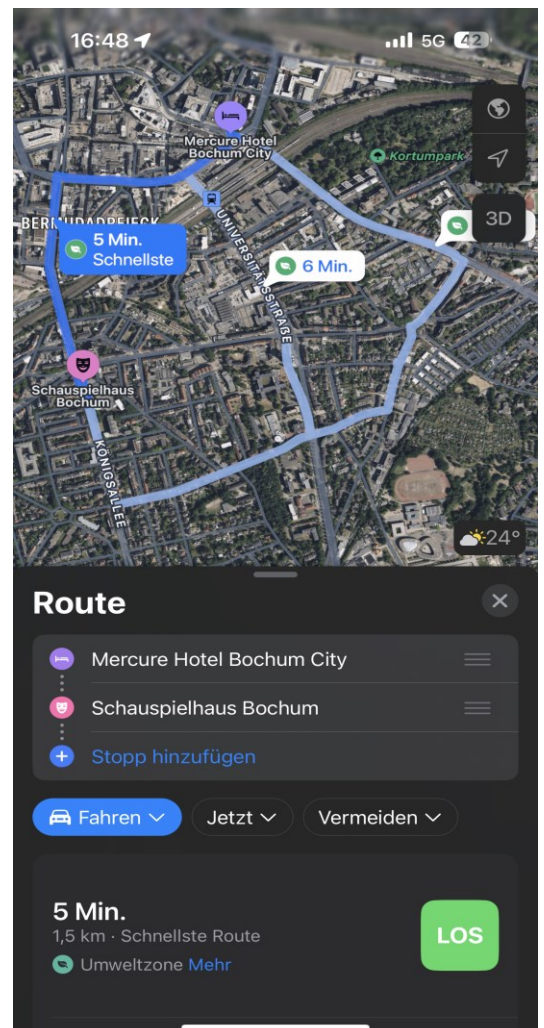 16:48
5G 42
Mercure Hotel
Bochum City
Kortumpark
3D
BERMUDADREIECK
5 Min.
Schnellste
UNIVERSITÄTSSTRAßE
6 Min.
Schauspielhaus
Bochum
KÖNIGSALLEE
24°
Route
Mercure Hotel Bochum City
Schauspielhaus Bochum
Stopp hinzufügen
Fahren
Jetzt
Vermeiden
5 Min.
1,5 km · Schnellste Route
Umweltzone Mehr
LOS